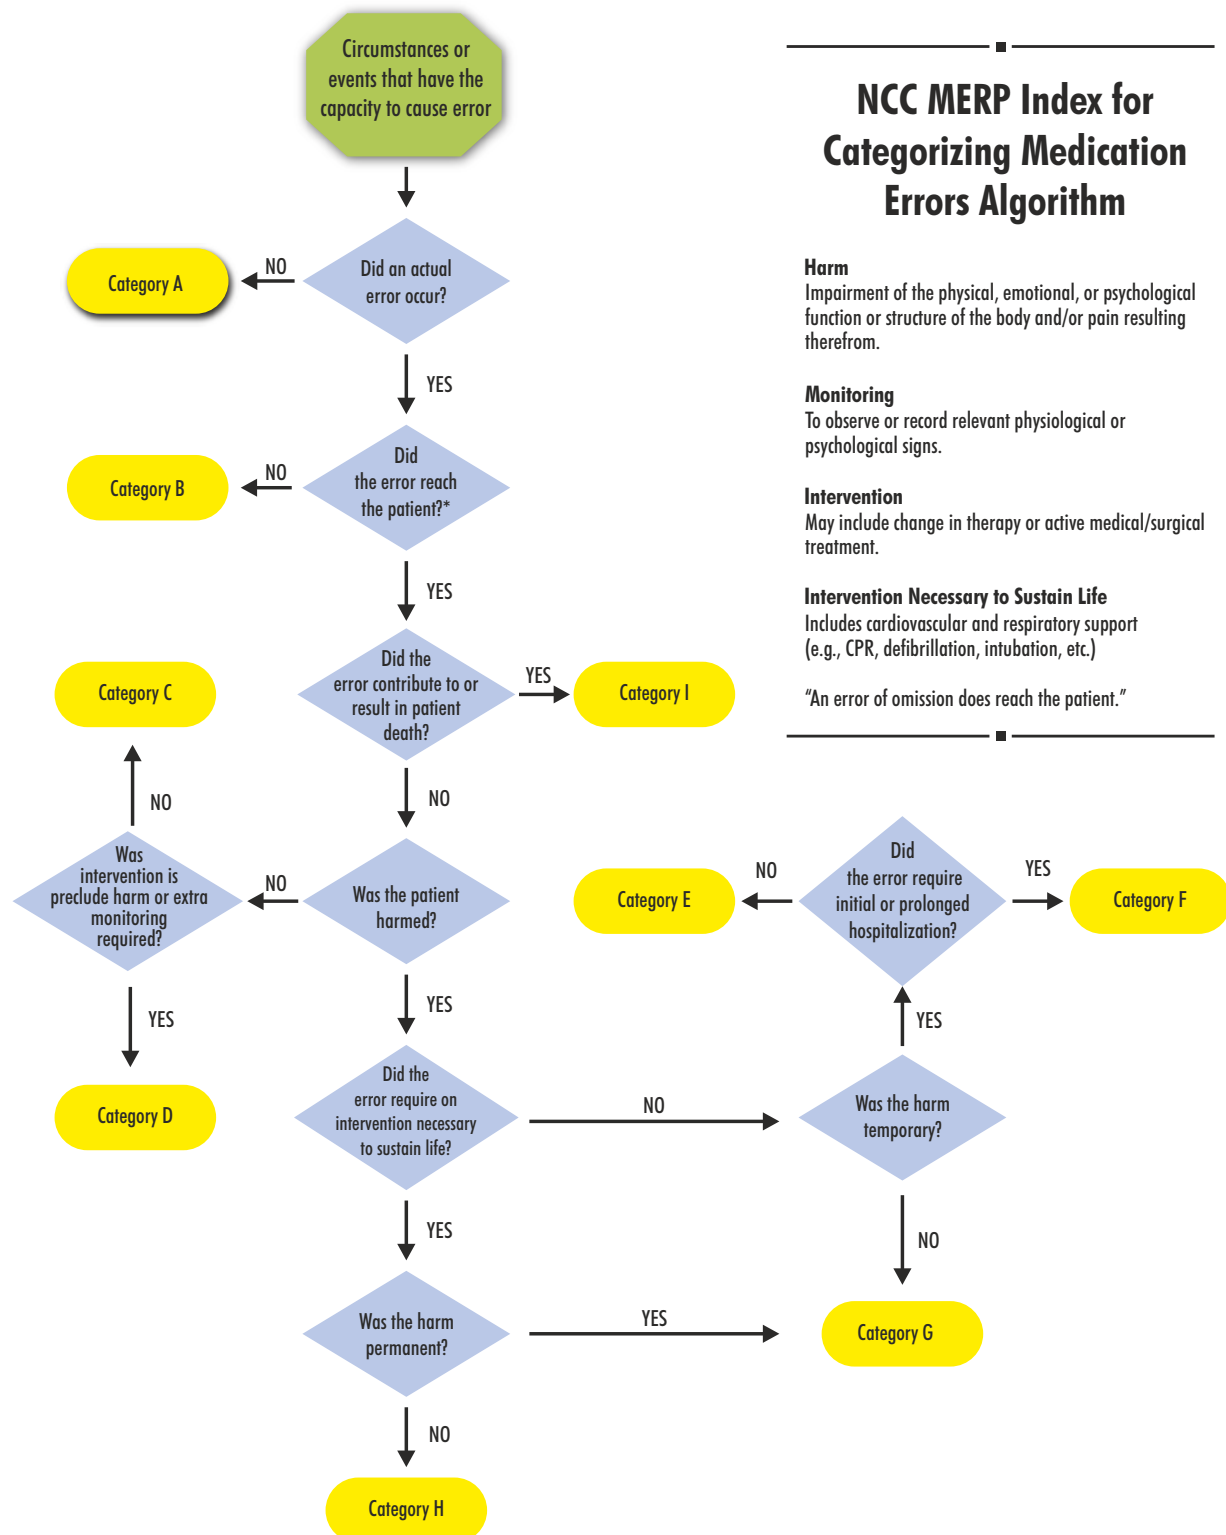 Circumstances or
events that have the
capacity to cause error
NCC MERP Index for
Categorizing Medication
Errors Algorithm
Harm
Impairment of the physical, emotional, or psychological
function or structure of the body and/or pain resulting
therefrom.
Monitoring
To observe or record relevant physiological or
psychological signs.
Intervention
May include change in therapy or active medical/surgical
treatment.
Intervention Necessary to Sustain Life
Includes cardiovascular and respiratory support
(e.g., CPR, defibrillation, intubation, etc.)
“An error of omission does reach the patient.”
Did an actual
error occur?
NO
Category A
YES
Did
the error reach
the patient?*
NO
Category B
YES
Did the
error contribute to or
result in patient
death?
YES
Category I
NO
Was the patient
harmed?
NO
Was
intervention is
preclude harm or extra
monitoring
required?
NO
Category C
YES
Category D
YES
Did the
error require on
intervention necessary
to sustain life?
NO
Was the harm
temporary?
YES
Did
the error require
initial or prolonged
hospitalization?
NO
Category E
YES
Category F
NO
Category G
YES
Was the harm
permanent?
YES
NO
Category H